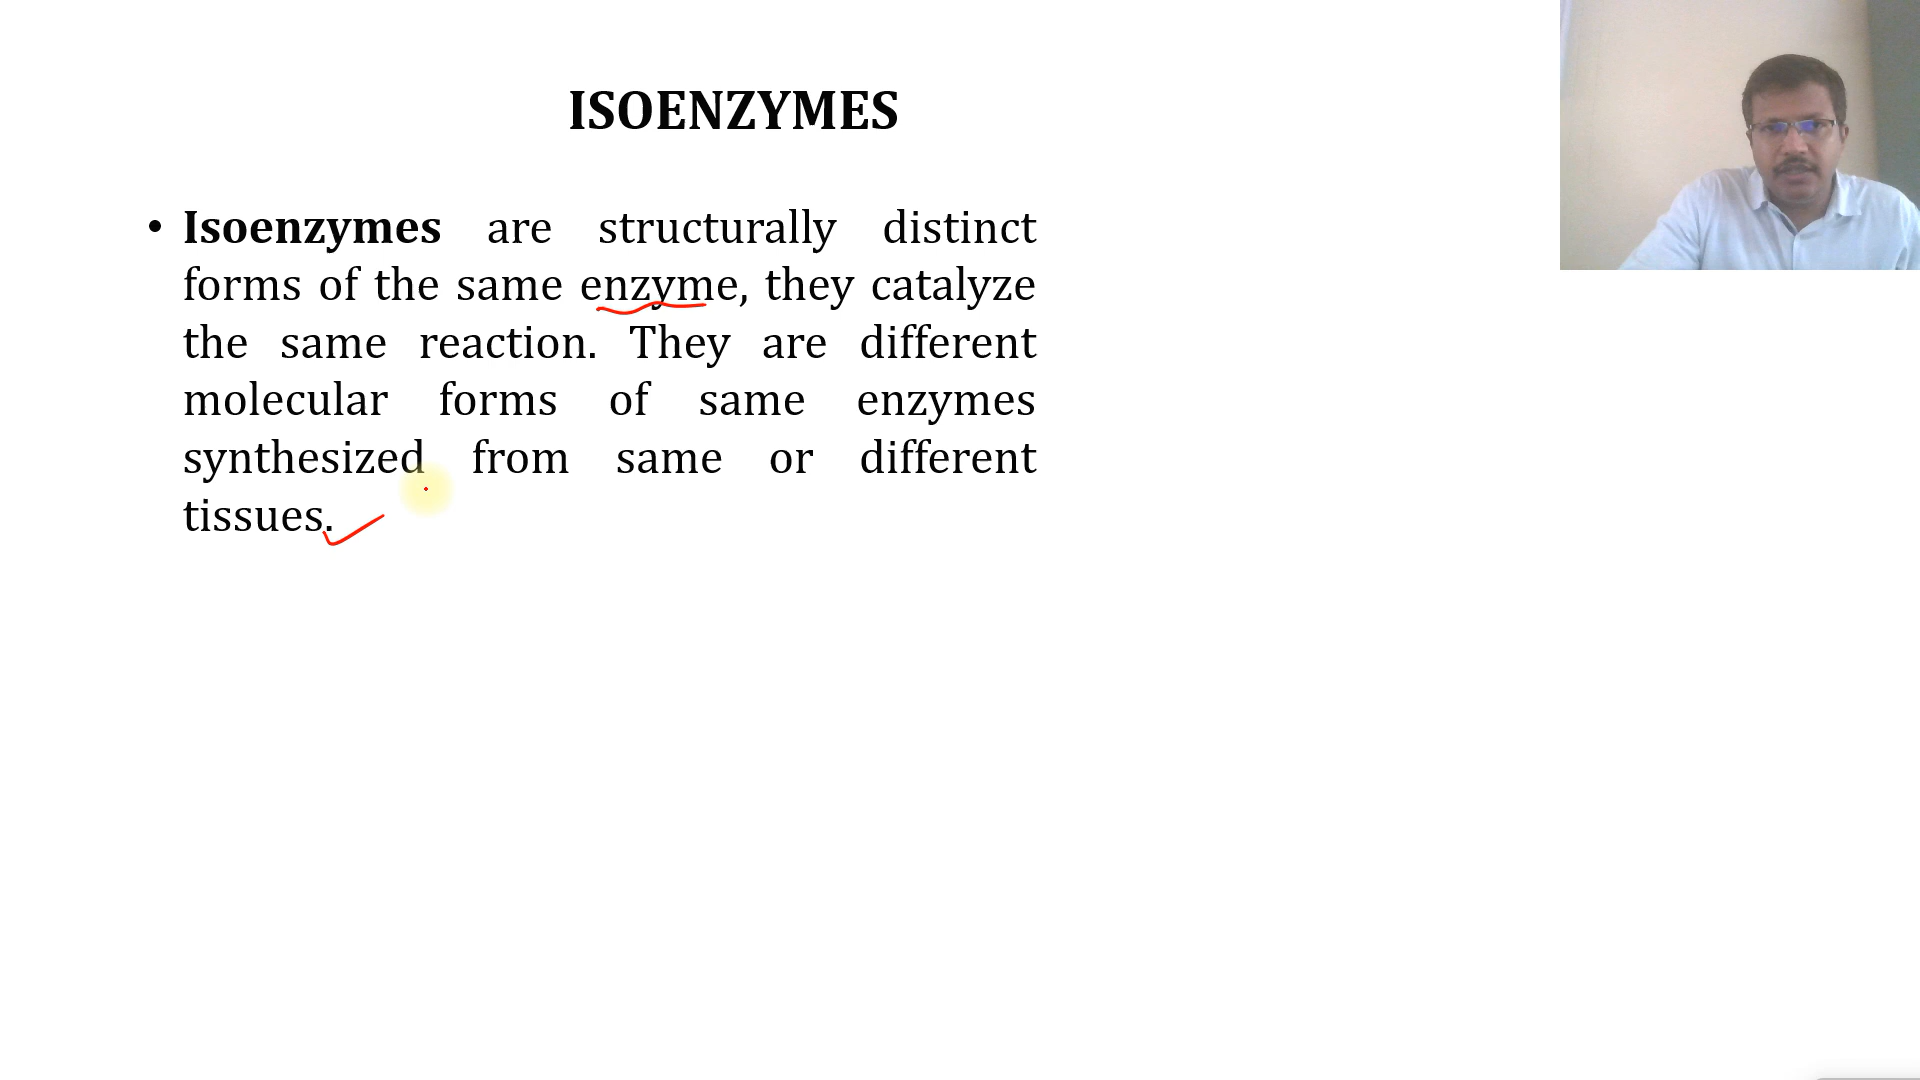 ISOENZYMES
• Isoenzymes are structurally distinct
forms of the same enzyme, they catalyze
the same reaction. They are different
molecular forms of same enzymes
synthesized from same or different
tissues.